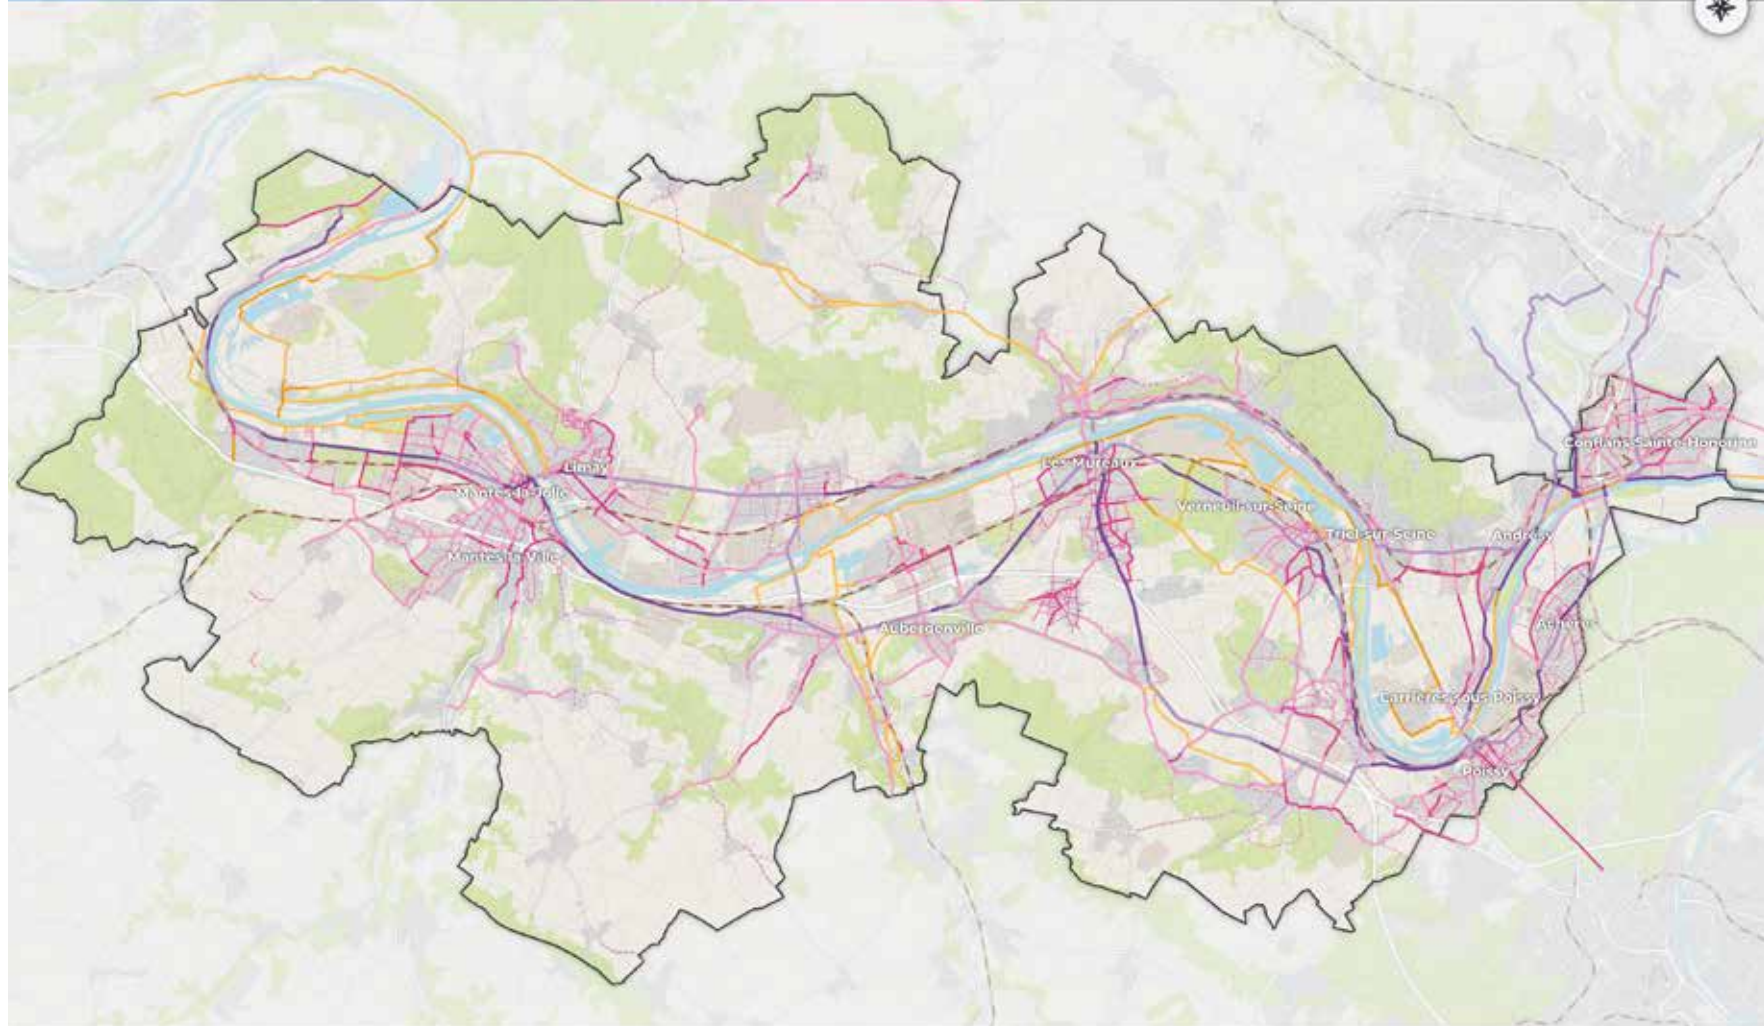 Conflans Sainte-Honorine
Limay
Les Mureaux
Mantes-la-Jolie
Verneuil-sur-Seine
Triel-sur-Seine
Andrésy
Mantes-la-Ville
Achères
Aubergenville
Carrières-sous-Poissy
Poissy